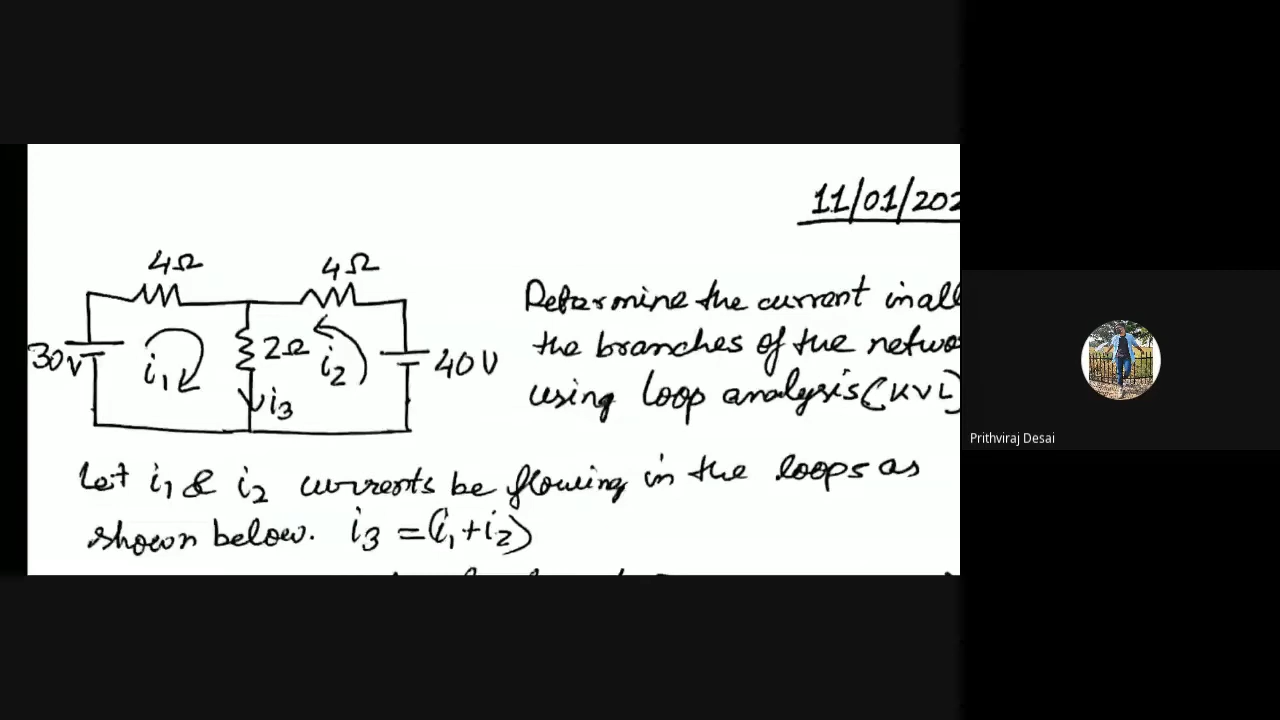 11/01/202
4Ω 4Ω
30V i1 2Ω i2 40V
i3
Determine the current in all
the branches of the netwo
using loop analysis (KVL)
Let i1 & i2 currents be flowing in the loops as
shown below. i3 = (i1+i2)
Prithviraj Desai